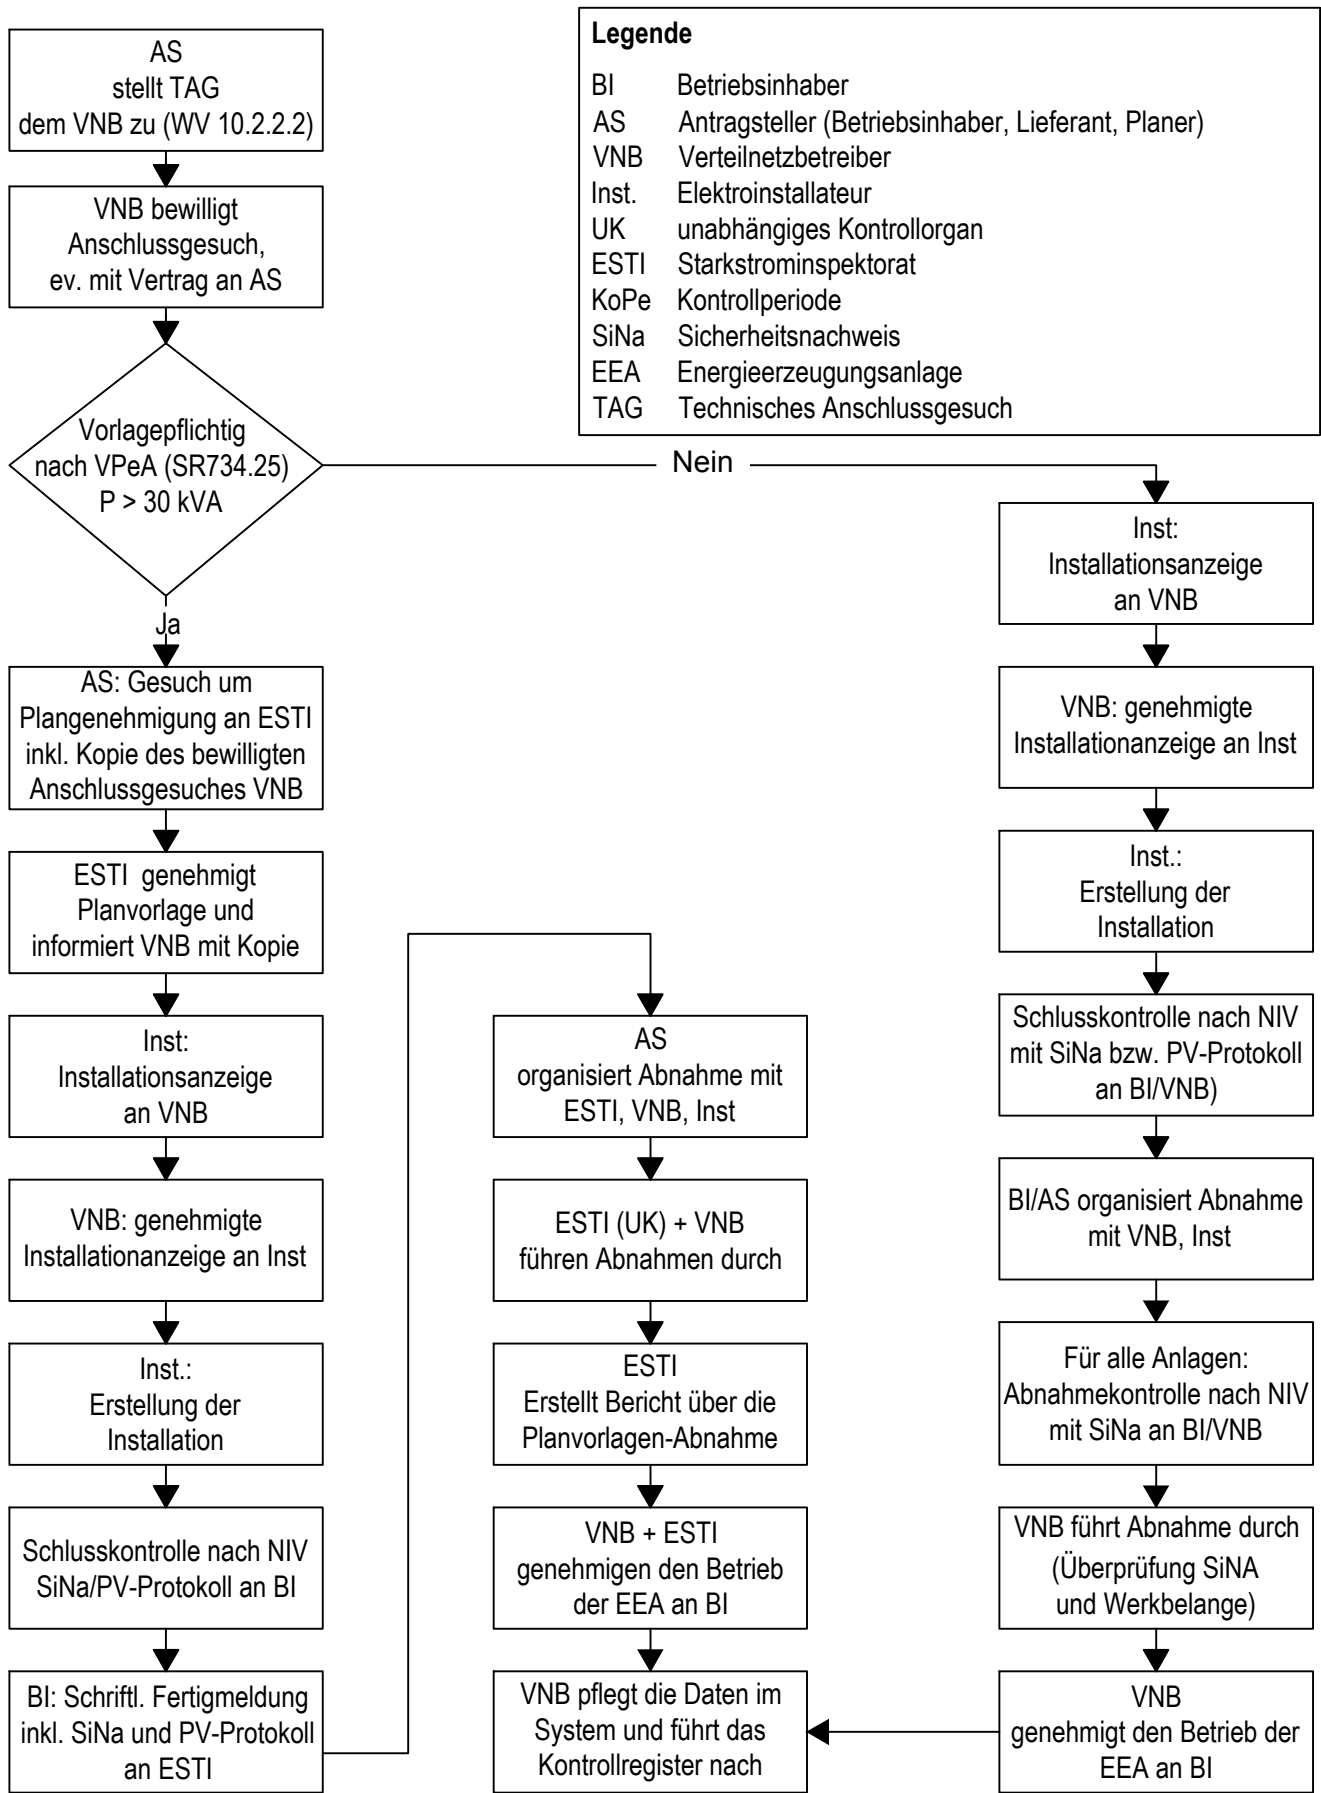 AS
stellt TAG
dem VNB zu (WV 10.2.2.2)
VNB bewilligt
Anschlussgesuch,
ev. mit Vertrag an AS
Vorlagepflichtig
nach VPeA (SR734.25)
P > 30 kVA
Ja
AS: Gesuch um
Plangenehmigung an ESTI
inkl. Kopie des bewilligten
Anschlussgesuches VNB
ESTI genehmigt
Planvorlage und
informiert VNB mit Kopie
Inst:
Installationsanzeige
an VNB
VNB: genehmigte
Installationanzeige an Inst
Inst.:
Erstellung der
Installation
Schlusskontrolle nach NIV
SiNa/PV-Protokoll an BI
BI: Schriftl. Fertigmeldung
inkl. SiNa und PV-Protokoll
an ESTI
Legende
BI Betriebsinhaber
AS Antragsteller (Betriebsinhaber, Lieferant, Planer)
VNB Verteilnetzbetreiber
Inst. Elektroinstallateur
UK unabhängiges Kontrollorgan
ESTI Starkstrominspektorat
KoPe Kontrollperiode
SiNa Sicherheitsnachweis
EEA Energieerzeugungsanlage
TAG Technisches Anschlussgesuch
Nein
AS
organisiert Abnahme mit
ESTI, VNB, Inst
ESTI (UK) + VNB
führen Abnahmen durch
ESTI
Erstellt Bericht über die
Planvorlagen-Abnahme
VNB + ESTI
genehmigen den Betrieb
der EEA an BI
VNB pflegt die Daten im
System und führt das
Kontrollregister nach
Inst:
Installationsanzeige
an VNB
VNB: genehmigte
Installationanzeige an Inst
Inst.:
Erstellung der
Installation
Schlusskontrolle nach NIV
mit SiNa bzw. PV-Protokoll
an BI/VNB)
BI/AS organisiert Abnahme
mit VNB, Inst
Für alle Anlagen:
Abnahmekontrolle nach NIV
mit SiNa an BI/VNB
VNB führt Abnahme durch
(Überprüfung SiNA
und Werkbelange)
VNB
genehmigt den Betrieb der
EEA an BI